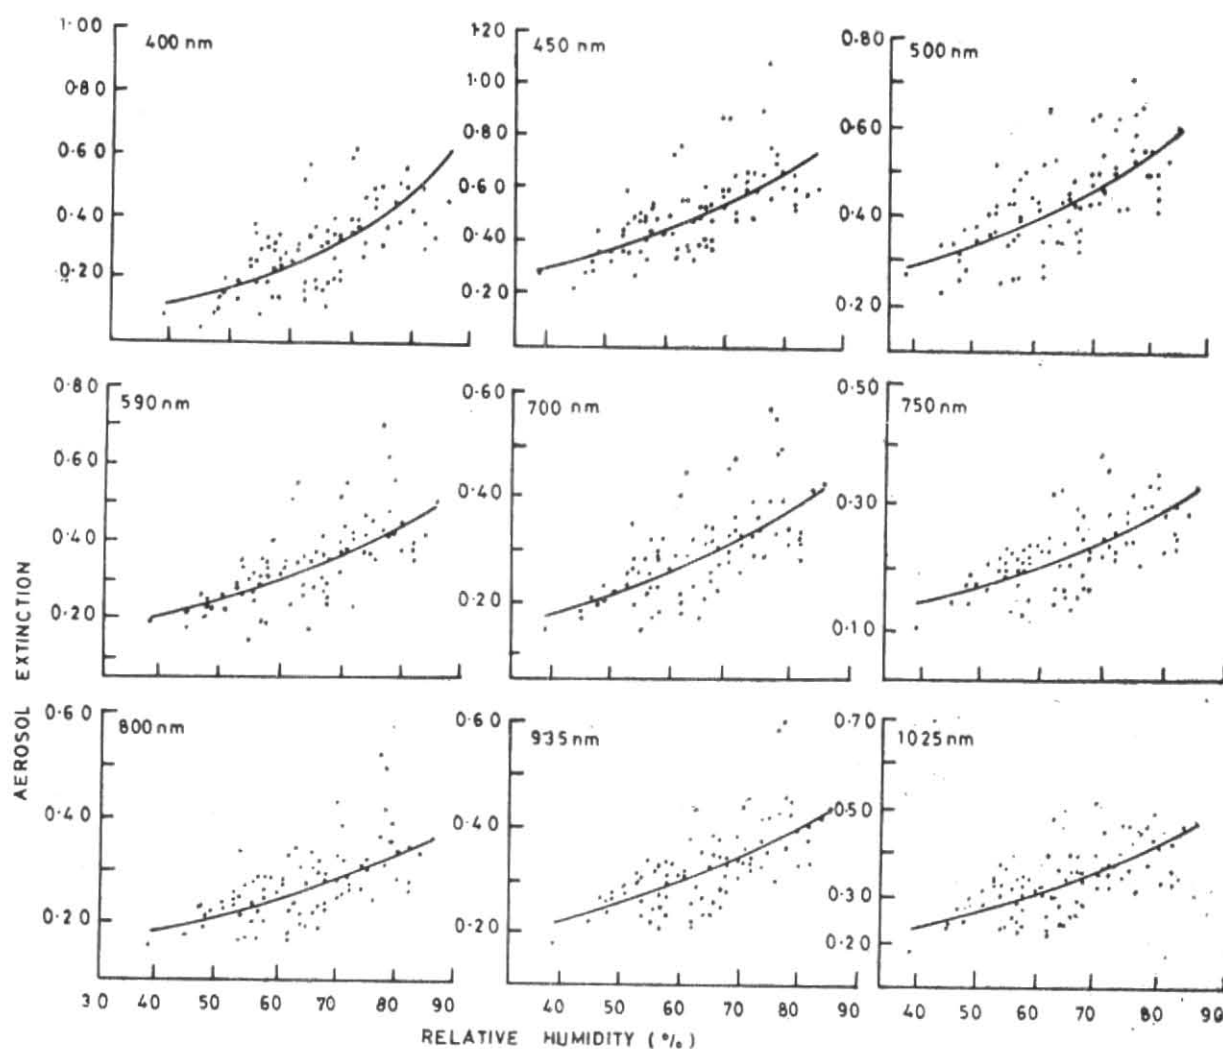 1·00
0·80
0·60
0·40
0·20
400 nm
1·20
1·00
0·80
0·60
0·40
0·20
450 nm
0·80
0·60
0·40
0·20
500 nm
0·80
0·60
0·40
0·20
590 nm
0·60
0·40
0·20
700 nm
0·50
0·30
0·10
750 nm
0·60
0·40
0·20
800 nm
0·60
0·40
0·20
935 nm
0·70
0·50
0·30
0·20
1025 nm
30 40 50 60 70 80 90
40 50 60 70 80 90
40 50 60 70 80 90
AEROSOL EXTINCTION
RELATIVE HUMIDITY (%)